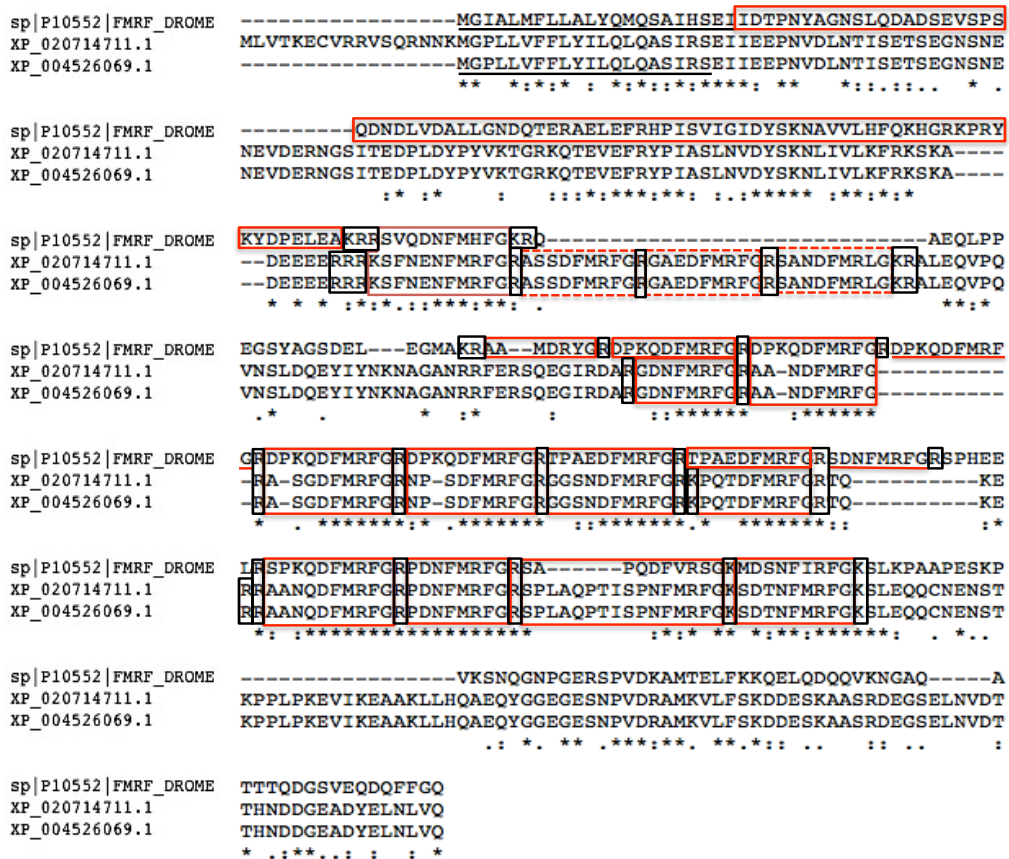 sp|P10552|FMRF_DROME -----------------MGIALMFLLALYQMQSAIHSEIIDTPNYAGNSLQDADSEVSPS
XP_020714711.1 MLVTKECVRRVSQRNNKMGPLLVFFLYILQLQASIRSEIIEEPNVDLNTISETSEGNSNE
XP_004526069.1 -----------------MGPLLVFFLYILQLQASIRSEIIEEPNVDLNTISETSEGNSNE
** *:*:* : *:*::*:****: ** *::.:::.. *.
sp|P10552|FMRF_DROME ---------QDNDLVDALLGNDQTERAELEFRHPISVIGIDYSKNAVVLHFQKHGRKPRY
XP_020714711.1 NEVDERNGSITEDPLDYPYVKTGRKQTEVEFRYPIASLNVDYSKNLIVLKFRKSKA----
XP_004526069.1 NEVDERNGSITEDPLDYPYVKTGRKQTEVEFRYPIASLNVDYSKNLIVLKFRKSKA----
:* :* : :::*:***:**: :.:***** :**:*:*
sp|P10552|FMRF_DROME KYDPELEAKRRSVQDNFMHFGKRQ------------------------------AEQLPP
XP_020714711.1 --DEEEERRRKSFNENFMRFGRASSDFMRFGRGAEDFMRFGRSANDFMRLGKRALEQVPQ
XP_004526069.1 --DEEEERRRKSFNENFMRFGRASSDFMRFGRGAEDFMRFGRSANDFMRLGKRALEQVPQ
* * * :*:*.::***:**: . **:*
sp|P10552|FMRF_DROME EGSYAGSDEL---EGMAKRAA--MDRYGRDPKQDFMRFGRDPKQDFMRFGRDPKQDFMRF
XP_020714711.1 VNSLDQEYIYNKNAGANRRFERSQEGIRDARGDNFMRFGRAA-NDFMRFG----------
XP_004526069.1 VNSLDQEYIYNKNAGANRRFERSQEGIRDARGDNFMRFGRAA-NDFMRFG----------
.* . * :* : ::****** :******
sp|P10552|FMRF_DROME GRDPKQDFMRFGRDPKQDFMRFGRTPAEDFMRFGRTPAEDFMRFGRSDNFMRFGRSPHEE
XP_020714711.1 -RA-SGDFMRFGRNP-SDFMRFGRGGSNDFMRFGRKPQTDFMRFGRTQ----------KE
XP_004526069.1 -RA-SGDFMRFGRNP-SDFMRFGRGGSNDFMRFGRKPQTDFMRFGRTQ----------KE
* . *******:* .******* ::*******.* *******:: :*
sp|P10552|FMRF_DROME LRSPKQDFMRFGRPDNFMRFGRSA------PQDFVRSGKMDSNFIRFGKSLKPAAPESKP
XP_020714711.1 RRAANQDFMRFGRPDNFMRFGRSPLAQPTISPNFMRFGKSDTNFMRFGKSLEQQCNENST
XP_004526069.1 RRAANQDFMRFGRPDNFMRFGRSPLAQPTISPNFMRFGKSDTNFMRFGKSLEQQCNENST
*: :****************** :*:* ** *:**:******: . *..
sp|P10552|FMRF_DROME -----------------VKSNQGNPGERSPVDKAMTELFKKQELQDQQVKNGAQ-----A
XP_020714711.1 KPPLPKEVIKEAAKLLHQAEQYGGEGESNPVDRAMKVLFSKDDESKAASRDEGSELNVDT
XP_004526069.1 KPPLPKEVIKEAAKLLHQAEQYGGEGESNPVDRAMKVLFSKDDESKAASRDEGSELNVDT
.: *. ** .***:**. **.*:: .. :: .. :
sp|P10552|FMRF_DROME TTTQDGSVEQDQFFGQ
XP_020714711.1 THNDDGEADYELNLVQ
XP_004526069.1 THNDDGEADYELNLVQ
* .:**..: : : *